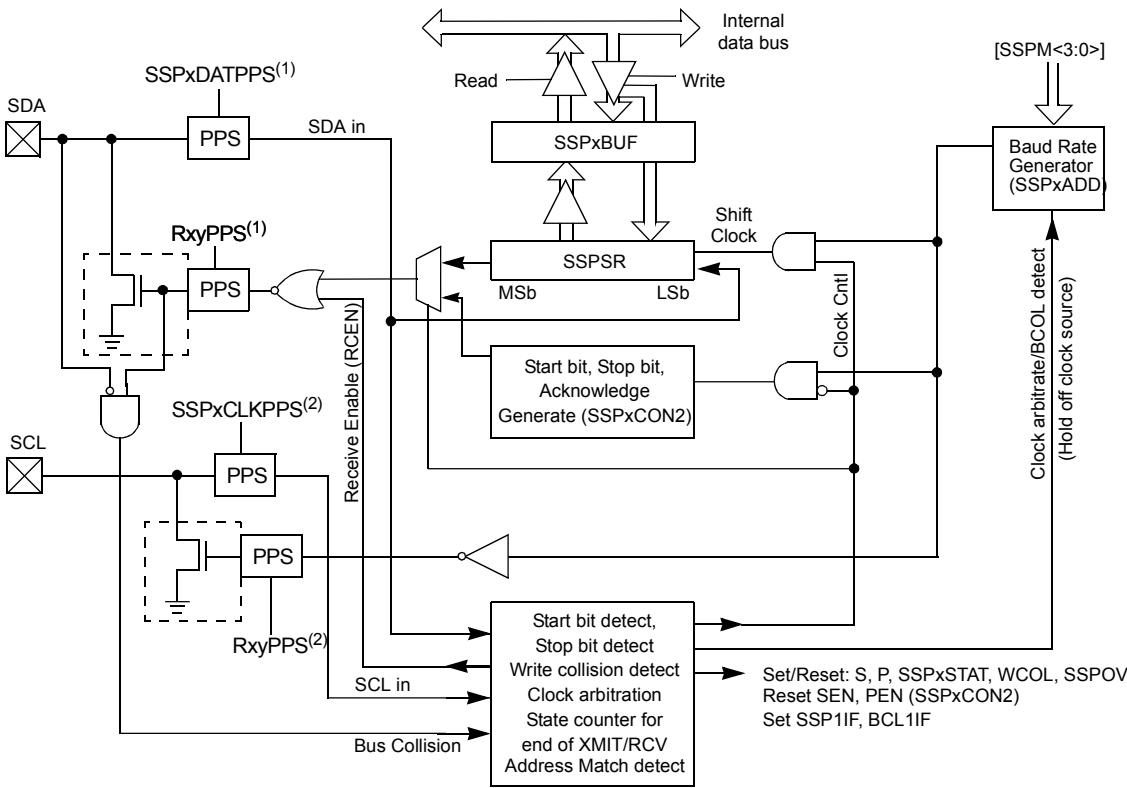 Internal
data bus
[SSPM<3:0>]
Read
Write
SSPxDATPPS(1)
SDA
PPS
SDA in
SSPxBUF
Baud Rate
Generator
(SSPxADD)
RxyPPS(1)
PPS
Shift
Clock
SSPSR
MSb
LSb
Receive Enable (RCEN)
Clock Cntl
Clock arbitrate/BCOL detect
(Hold off clock source)
Start bit, Stop bit,
Acknowledge
Generate (SSPxCON2)
SSPxCLKPPS(2)
SCL
PPS
PPS
RxyPPS(2)
SCL in
Bus Collision
Start bit detect,
Stop bit detect
Write collision detect
Clock arbitration
State counter for
end of XMIT/RCV
Address Match detect
Set/Reset: S, P, SSPxSTAT, WCOL, SSPOV
Reset SEN, PEN (SSPxCON2)
Set SSP1IF, BCL1IF